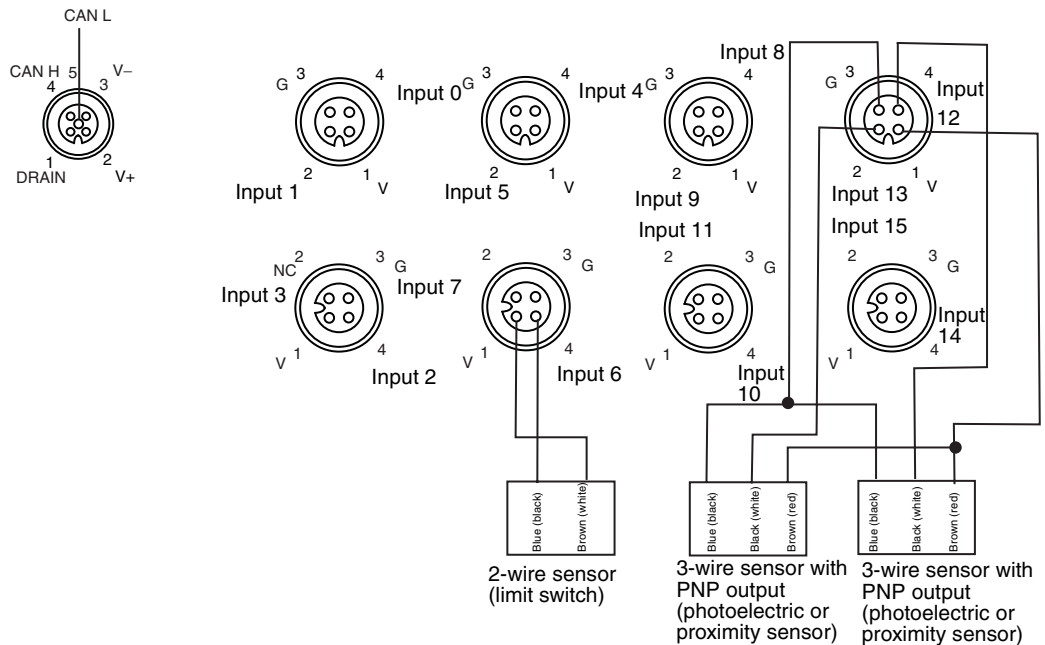 CAN L
CAN H 5 V–
4 3
1 2
DRAIN V+
G 3 4
Input 0
2 1 V
Input 1
G 3 4
Input 4
2 1 V
Input 5
Input 8
G 3 4
2 1 V
Input 9
G 3 4
Input
12
2 1 V
Input 13
NC 2 3 G
Input 3
V 1 4
Input 2
Input 7
2 3 G
V 1 4
Input 6
Input 11
2 3 G
V 1 4
Input
10
Input 15
2 3 G
Input
14
V 1 4
Blue (black)
Brown (white)
2-wire sensor
(limit switch)
Blue (black)
Black (white)
Brown (red)
3-wire sensor with
PNP output
(photoelectric or
proximity sensor)
Blue (black)
Black (white)
Brown (red)
3-wire sensor with
PNP output
(photoelectric or
proximity sensor)